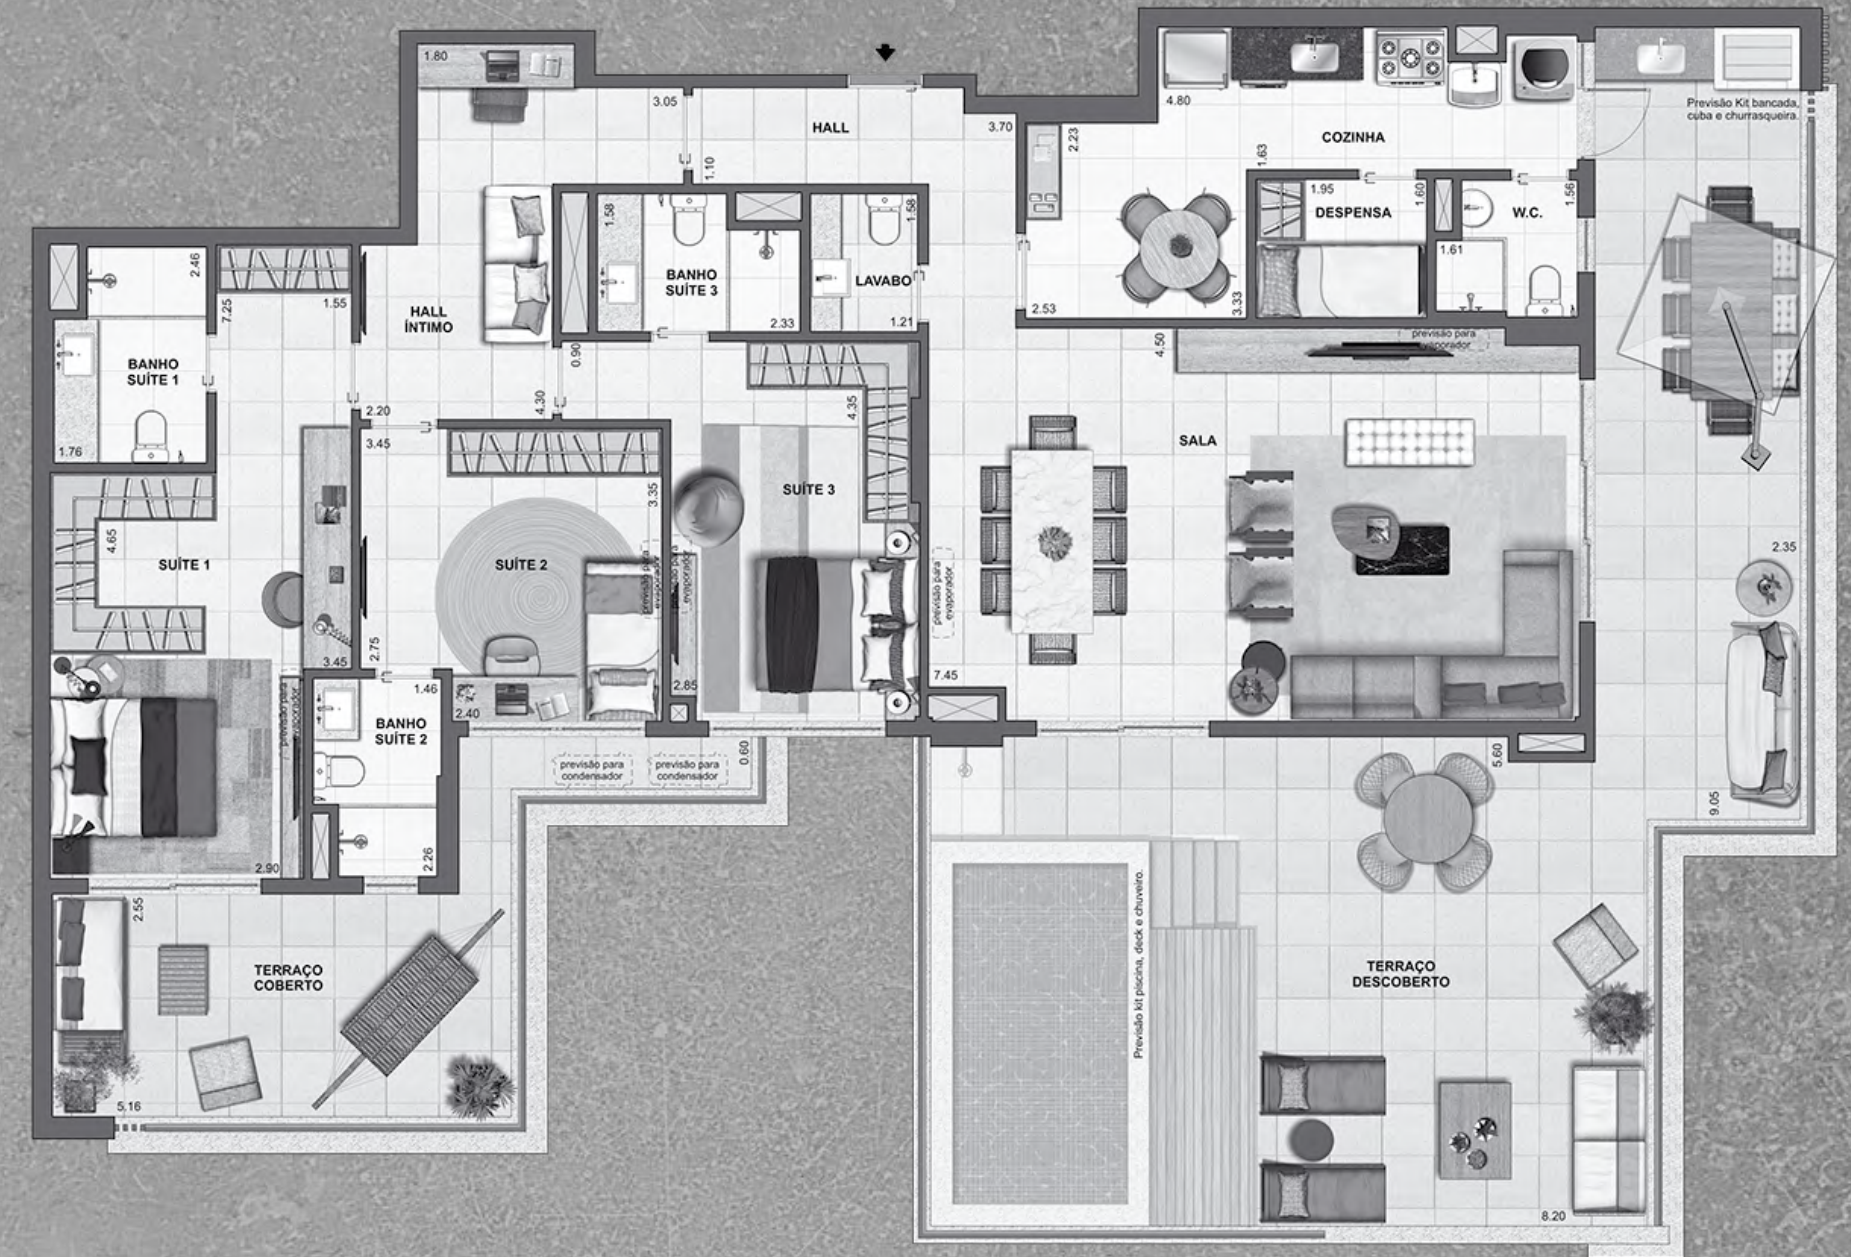 1.80
3.05
HALL
1.10
3.70
2.23
4.80
COZINHA
1.63
Previsão Kit bancada,
cuba e churrasqueira.
1.95
1.60
DESPENSA
W.C.
1.56
1.61
2.53
3.33
2.46
7.25
1.55
HALL
ÍNTIMO
1.58
BANHO
SUÍTE 3
2.33
1.58
LAVABO
1.21
BANHO
SUÍTE 1
1.76
2.20
0.90
4.30
4.35
4.50
previsão para
evaporador
SALA
3.45
3.35
SUÍTE 3
4.65
SUÍTE 1
SUÍTE 2
previsão para
evaporador
previsão para
evaporador
previsão para
evaporador
2.35
2.75
3.45
1.46
2.40
2.85
7.45
previsão para
evaporador
BANHO
SUÍTE 2
previsão para
condensador
previsão para
condensador
0.60
5.60
9.05
2.90
2.26
2.55
TERRAÇO
COBERTO
5.16
Previsão kit piscina, deck e chuveiro.
TERRAÇO
DESCOBERTO
8.20